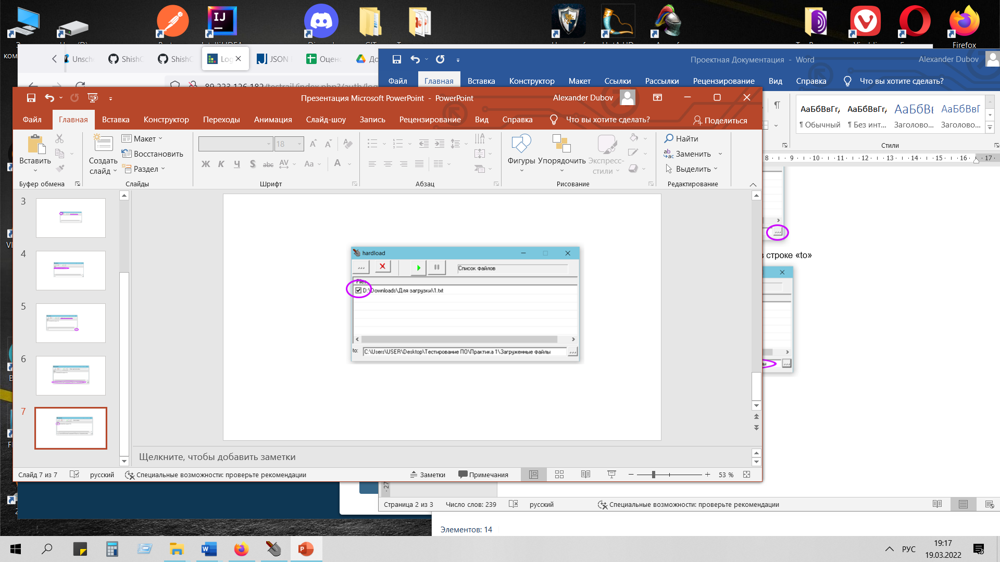 Firefox
Unsch
ShishC
ShishC
Log
JSON
Оцен
До
89.223.126.182/testrail/index.php?/auth/log
Проектная Документация - Word
Alexander Dubov
Файл Главная Вставка Конструктор Макет Ссылки Рассылки Рецензирование Вид Справка Что вы хотите сделать?
Презентация Microsoft PowerPoint - PowerPoint
Alexander Dubov
Файл Главная Вставка Конструктор Переходы Анимация Слайд-шоу Запись Рецензирование Вид Справка Что вы хотите сделать? Поделиться
Вставить
Буфер обмена
Создать слайд
Макет
Восстановить
Раздел
Слайды
18
Ж К Ч S abc AV Aa A
Шрифт
Абзац
Фигуры
Упорядочить
Экспресс-стили
Рисование
Найти
Заменить
Выделить
Редактирование
АаБбВвГг, АаБбВвГг, АаБбВв АаБбВвГ
¶ Обычный ¶ Без инт... Заголово... Заголово...
Стили
8 9 10 11 12 13 14 15 16 17
3
4
5
6
7
hardload
Список файлов
Files
D:\Downloads\Для загрузки\1.txt
to: C:\Users\USER\Desktop\Тестирование ПО\Практика 1\Загруженные файлы
в строке «to»
Щелкните, чтобы добавить заметки
Слайд 7 из 7 русский Специальные возможности: проверьте рекомендации Заметки Примечания 53 %
27
Страница 2 из 3 Число слов: 239 русский Специальные возможности: проверьте рекомендации
Элементов: 14
РУС
19:17
19.03.2022